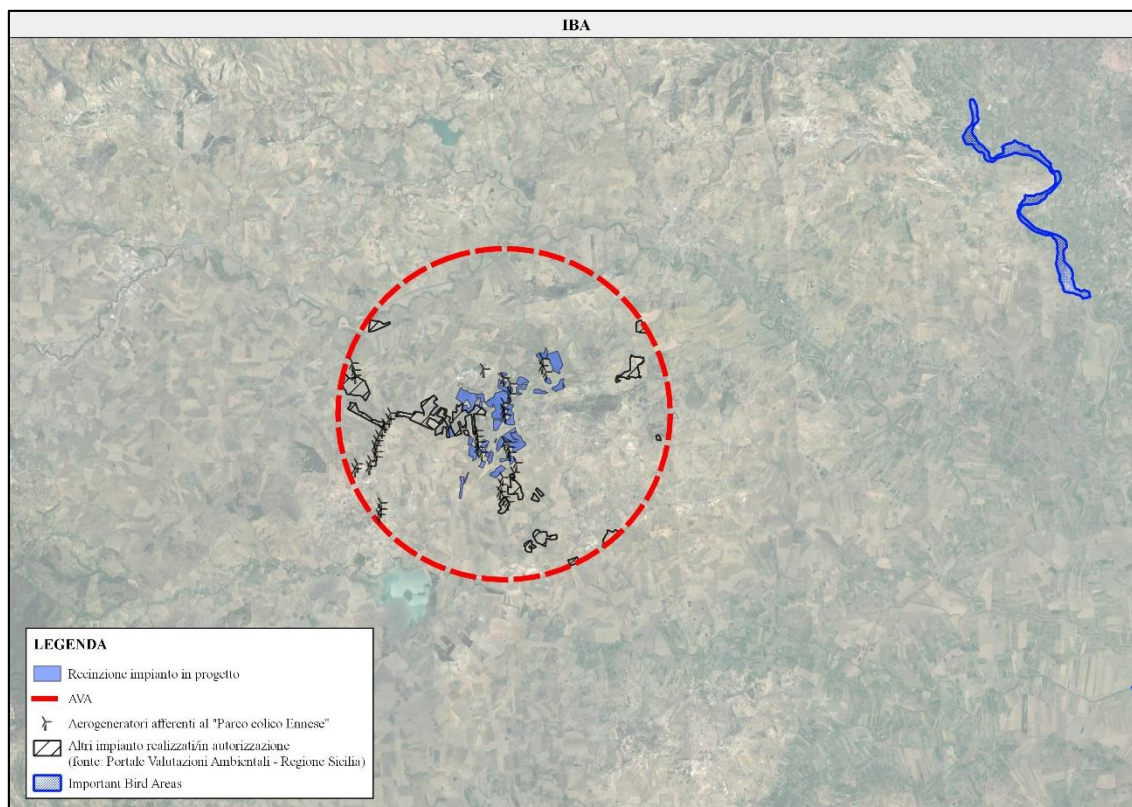 IBA
LEGENDA
Recinzione impianto in progetto
AVA
Aerogeneratori afferenti al "Parco eolico Ennese"
Altri impianto realizzati/in autorizzazione
(fonte: Portale Valutazioni Ambientali - Regione Sicilia)
Important Bird Areas